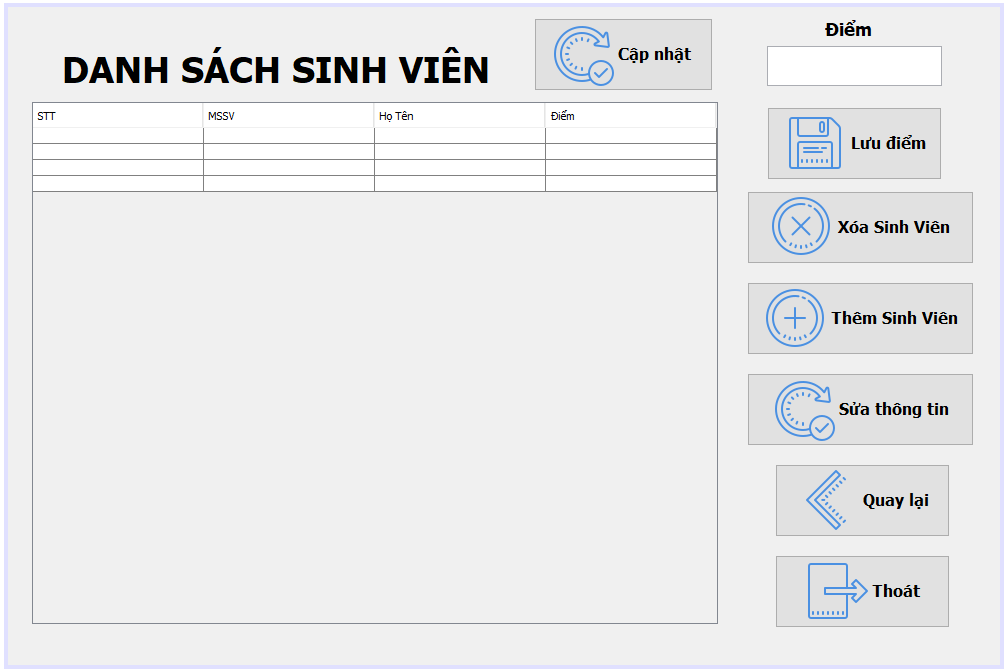 DANH SÁCH SINH VIÊN
Cập nhật
Điểm
STT
MSSV
Họ Tên
Điểm
Lưu điểm
Xóa Sinh Viên
Thêm Sinh Viên
Sửa thông tin
Quay lại
Thoát